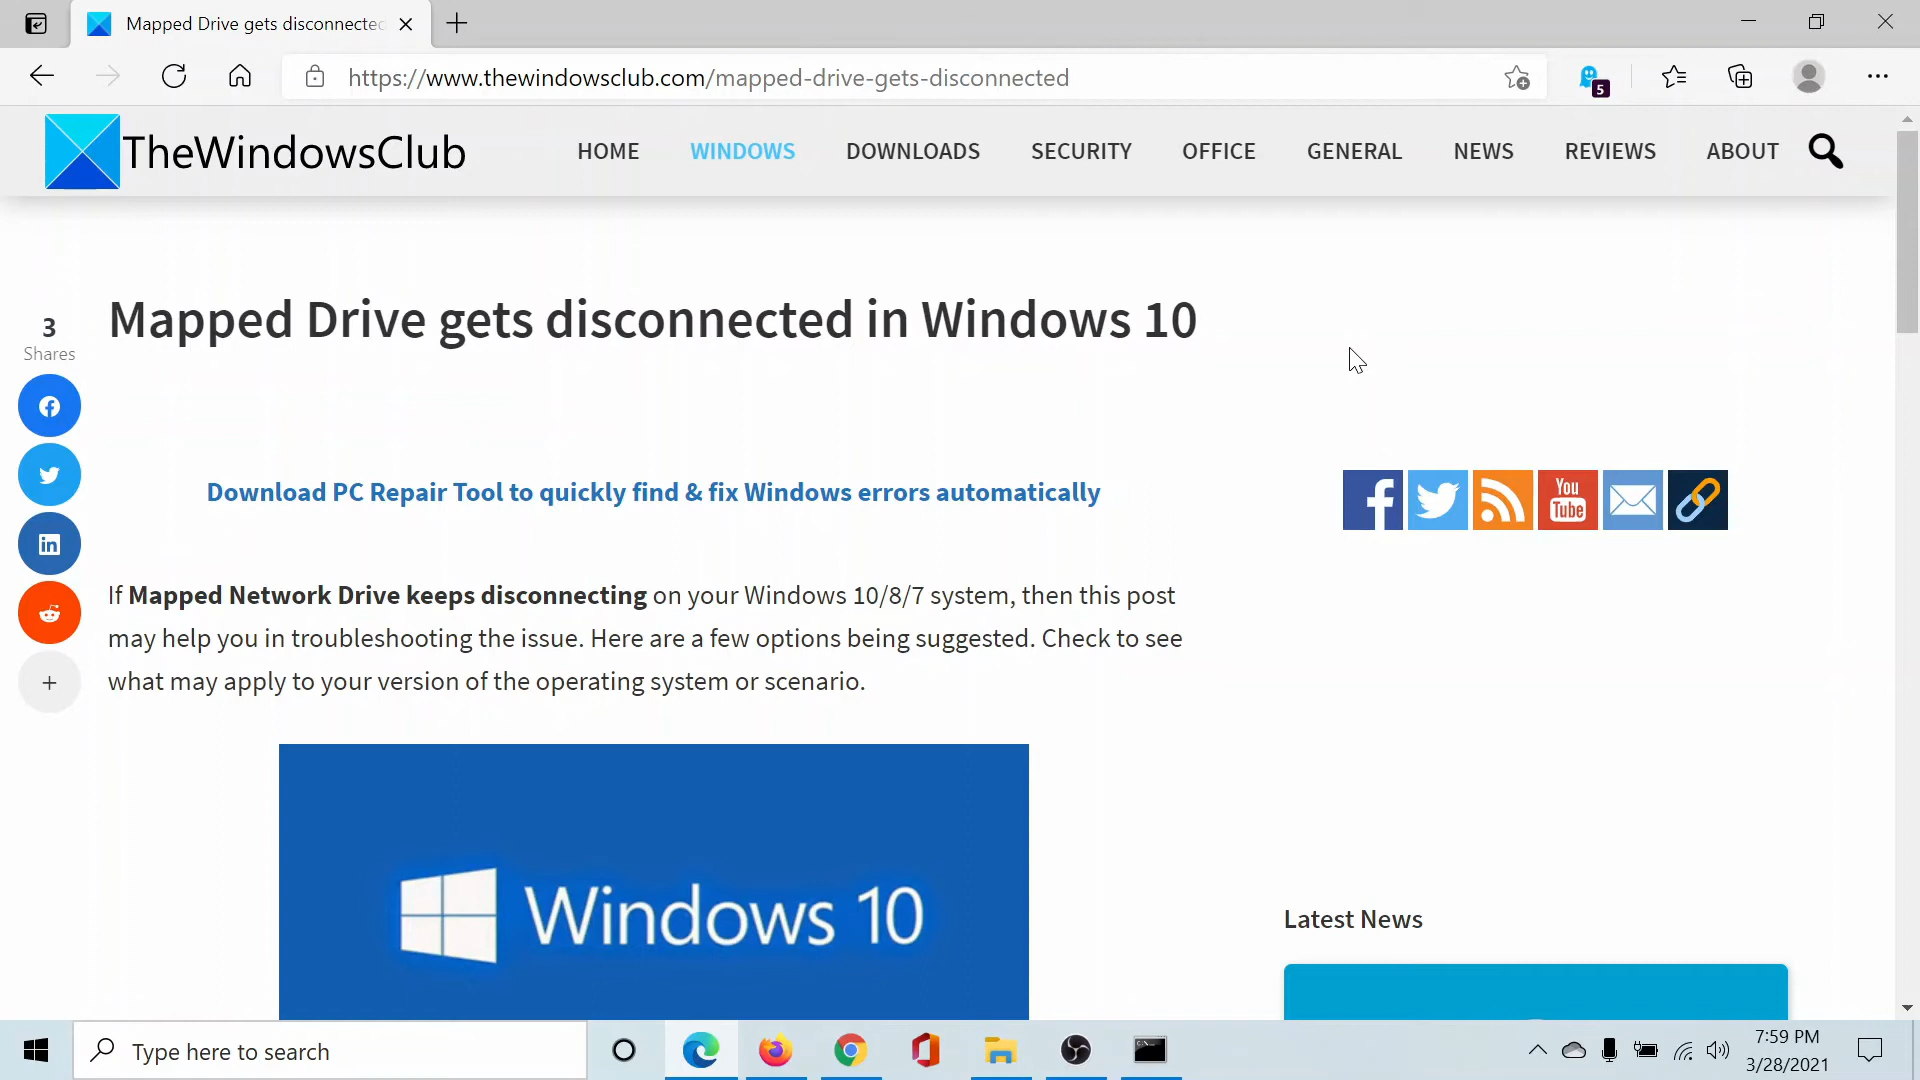 Mapped Drive gets disconnected
https://www.thewindowsclub.com/mapped-drive-gets-disconnected
5
TheWindowsClub
HOME
WINDOWS
DOWNLOADS
SECURITY
OFFICE
GENERAL
NEWS
REVIEWS
ABOUT
Mapped Drive gets disconnected in Windows 10
3
Shares
Download PC Repair Tool to quickly find & fix Windows errors automatically
You
Tube
If Mapped Network Drive keeps disconnecting on your Windows 10/8/7 system, then this post
may help you in troubleshooting the issue. Here are a few options being suggested. Check to see
what may apply to your version of the operating system or scenario.
Windows 10
Latest News
Type here to search
7:59 PM
3/28/2021